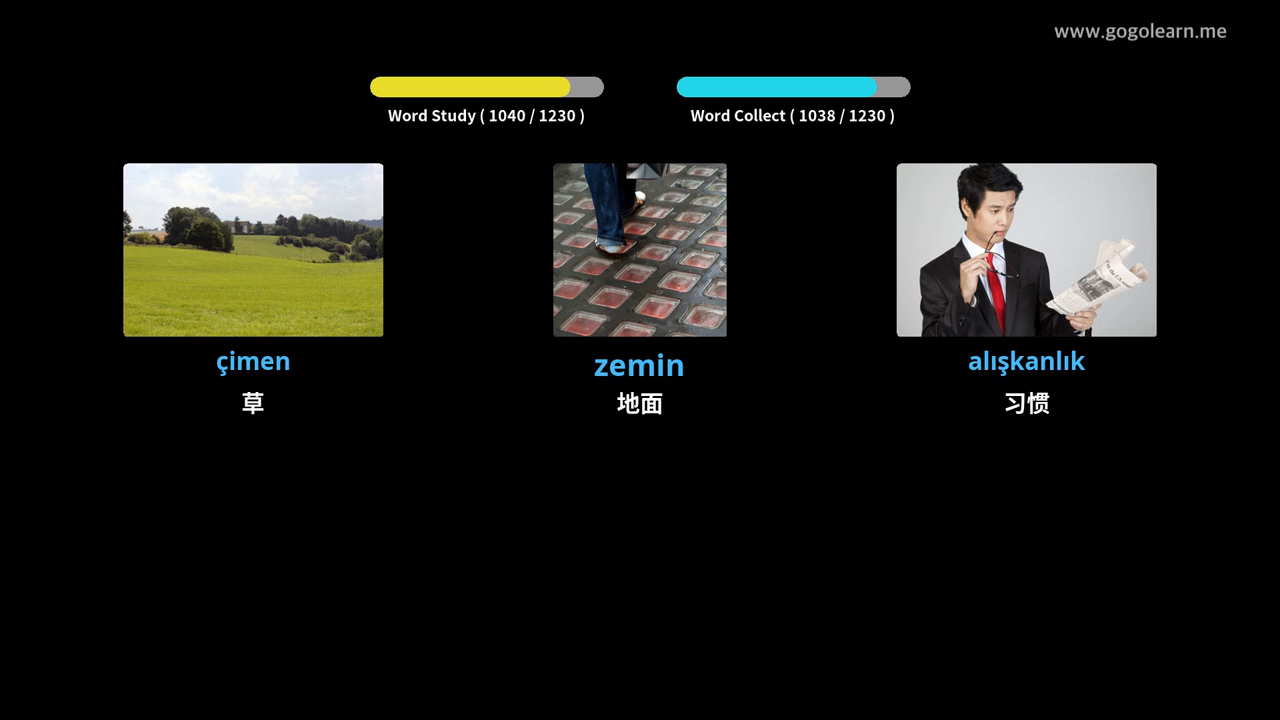 www.gogolearn.me
Word Study ( 1040 / 1230 )
Word Collect ( 1038 / 1230 )
çimen
zemin
alışkanlık
草
地面
习惯